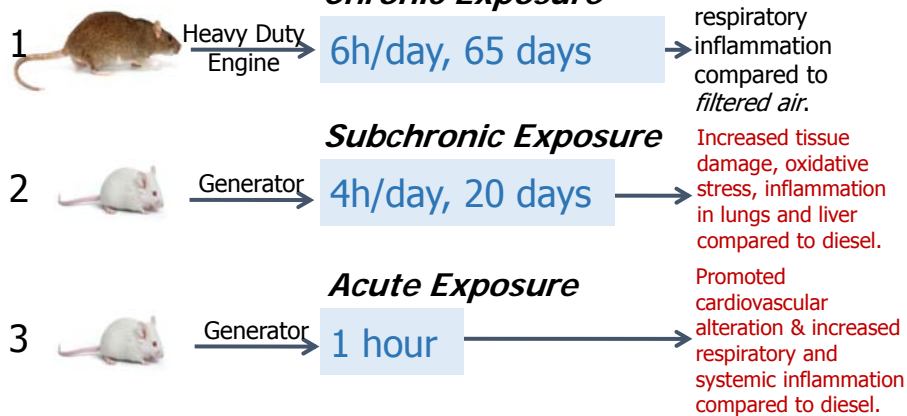 Chronic Exposure
1
Heavy Duty
Engine
6h/day, 65 days
respiratory
inflammation
compared to
filtered air.
Subchronic Exposure
2
Generator
4h/day, 20 days
Increased tissue
damage, oxidative
stress, inflammation
in lungs and liver
compared to diesel.
Acute Exposure
3
Generator
1 hour
Promoted
cardiovascular
alteration & increased
respiratory and
systemic inflammation
compared to diesel.